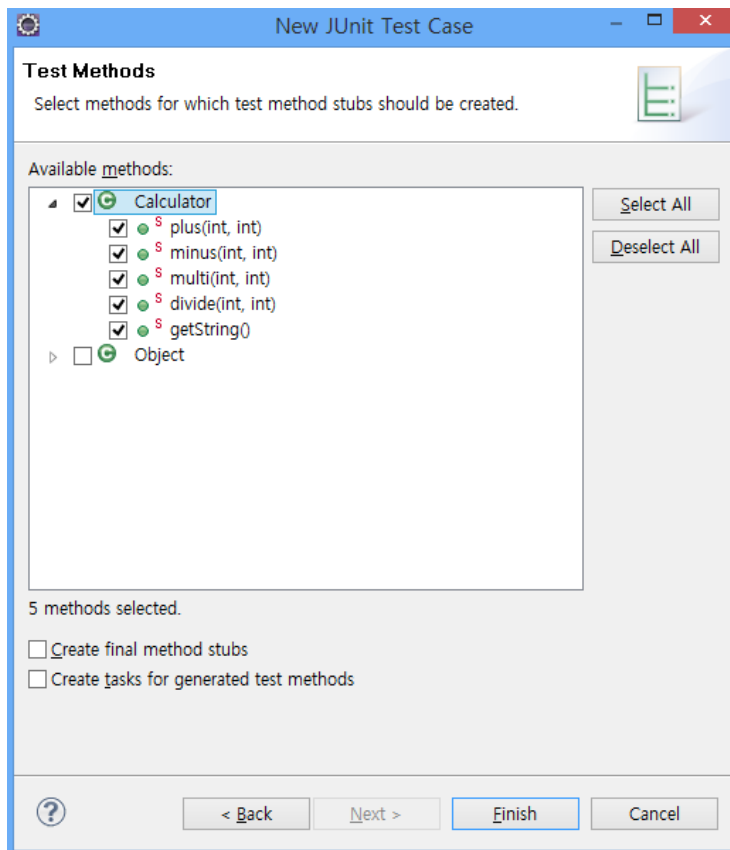 New JUnit Test Case
Test Methods
Select methods for which test method stubs should be created.
Available methods:
Calculator
S plus(int, int)
S minus(int, int)
S multi(int, int)
S divide(int, int)
S getString()
Object
Select All
Deselect All
5 methods selected.
Create final method stubs
Create tasks for generated test methods
? < Back Next > Finish Cancel